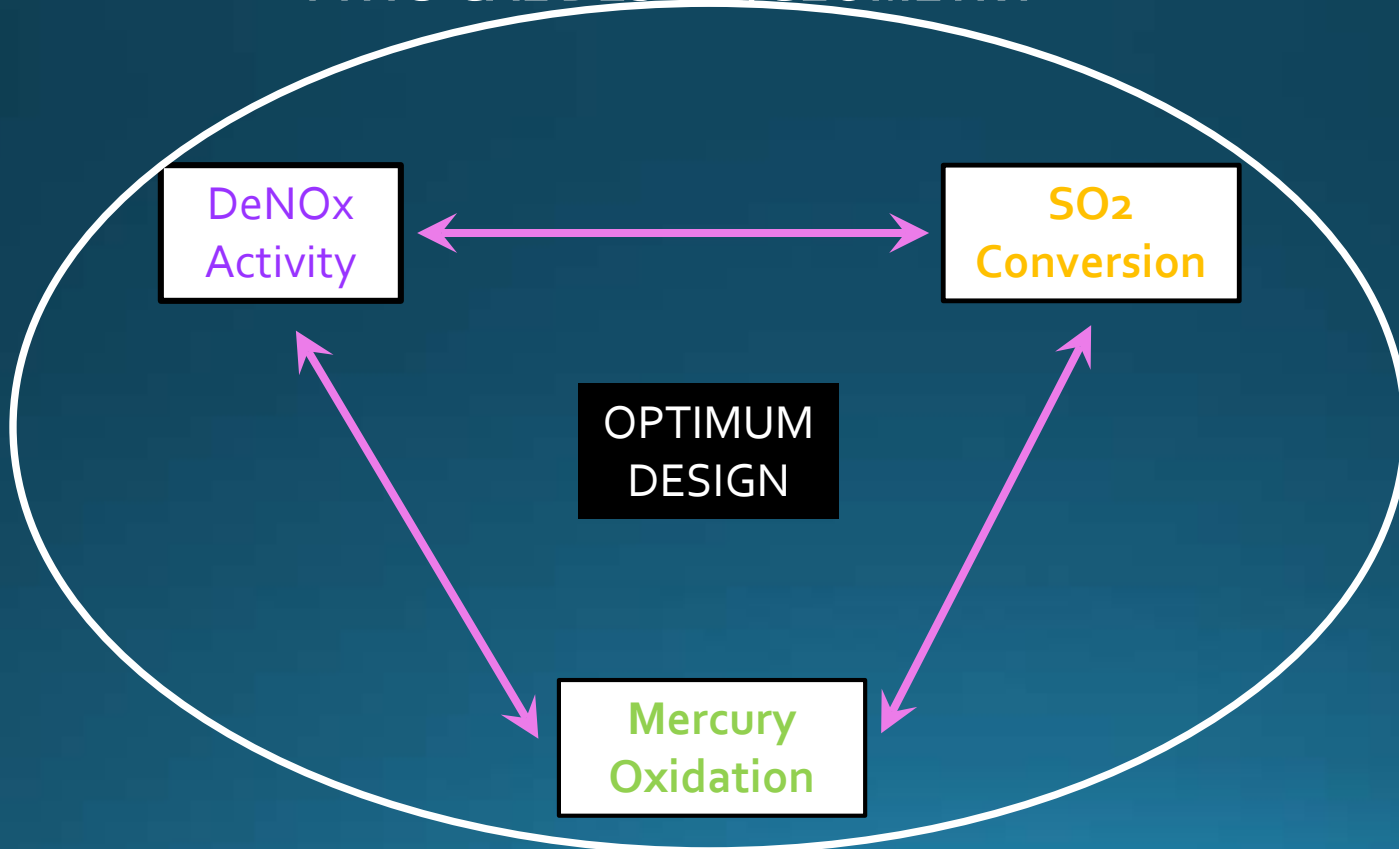 DeNOx
Activity
SO2
Conversion
OPTIMUM
DESIGN
Mercury
Oxidation